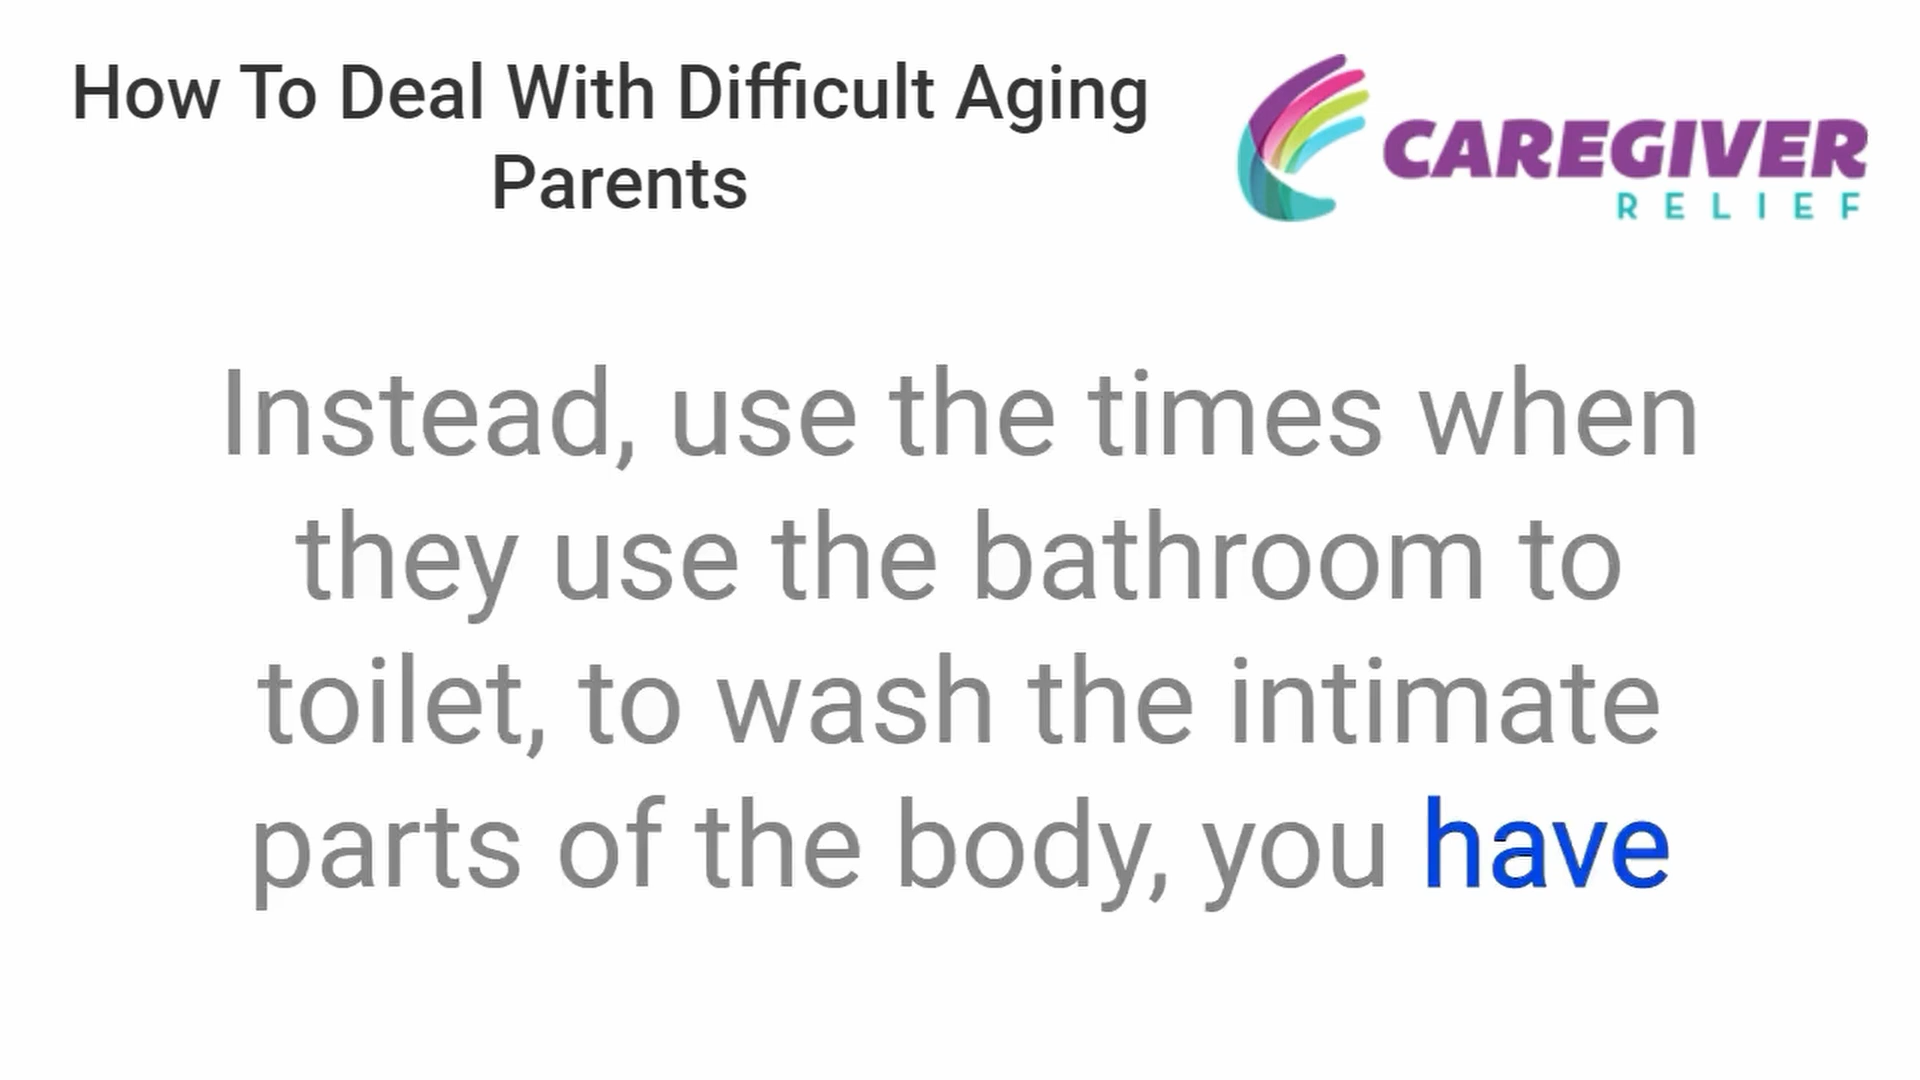 How To Deal With Difficult Aging
Parents
CAREGIVER
RELIEF
Instead, use the times when
they use the bathroom to
toilet, to wash the intimate
parts of the body, you have